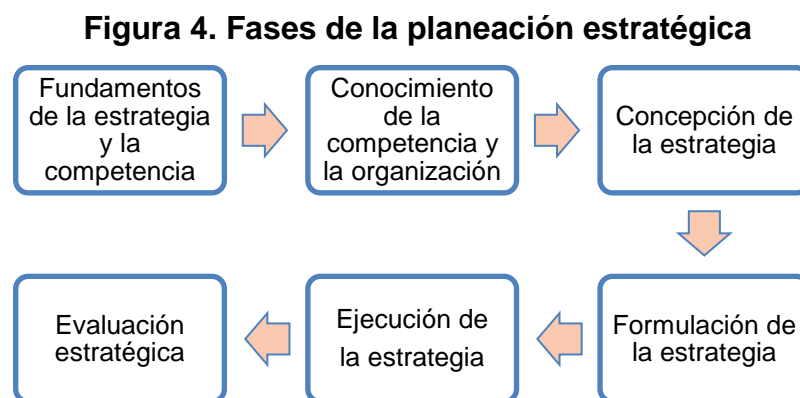 Figura 4. Fases de la planeación estratégica
Fundamentos
de la estrategia
y la
competencia
Conocimiento
de la
competencia y
la organización
Concepción de
la estrategia
Formulación de
la estrategia
Ejecución de
la estrategia
Evaluación
estratégica